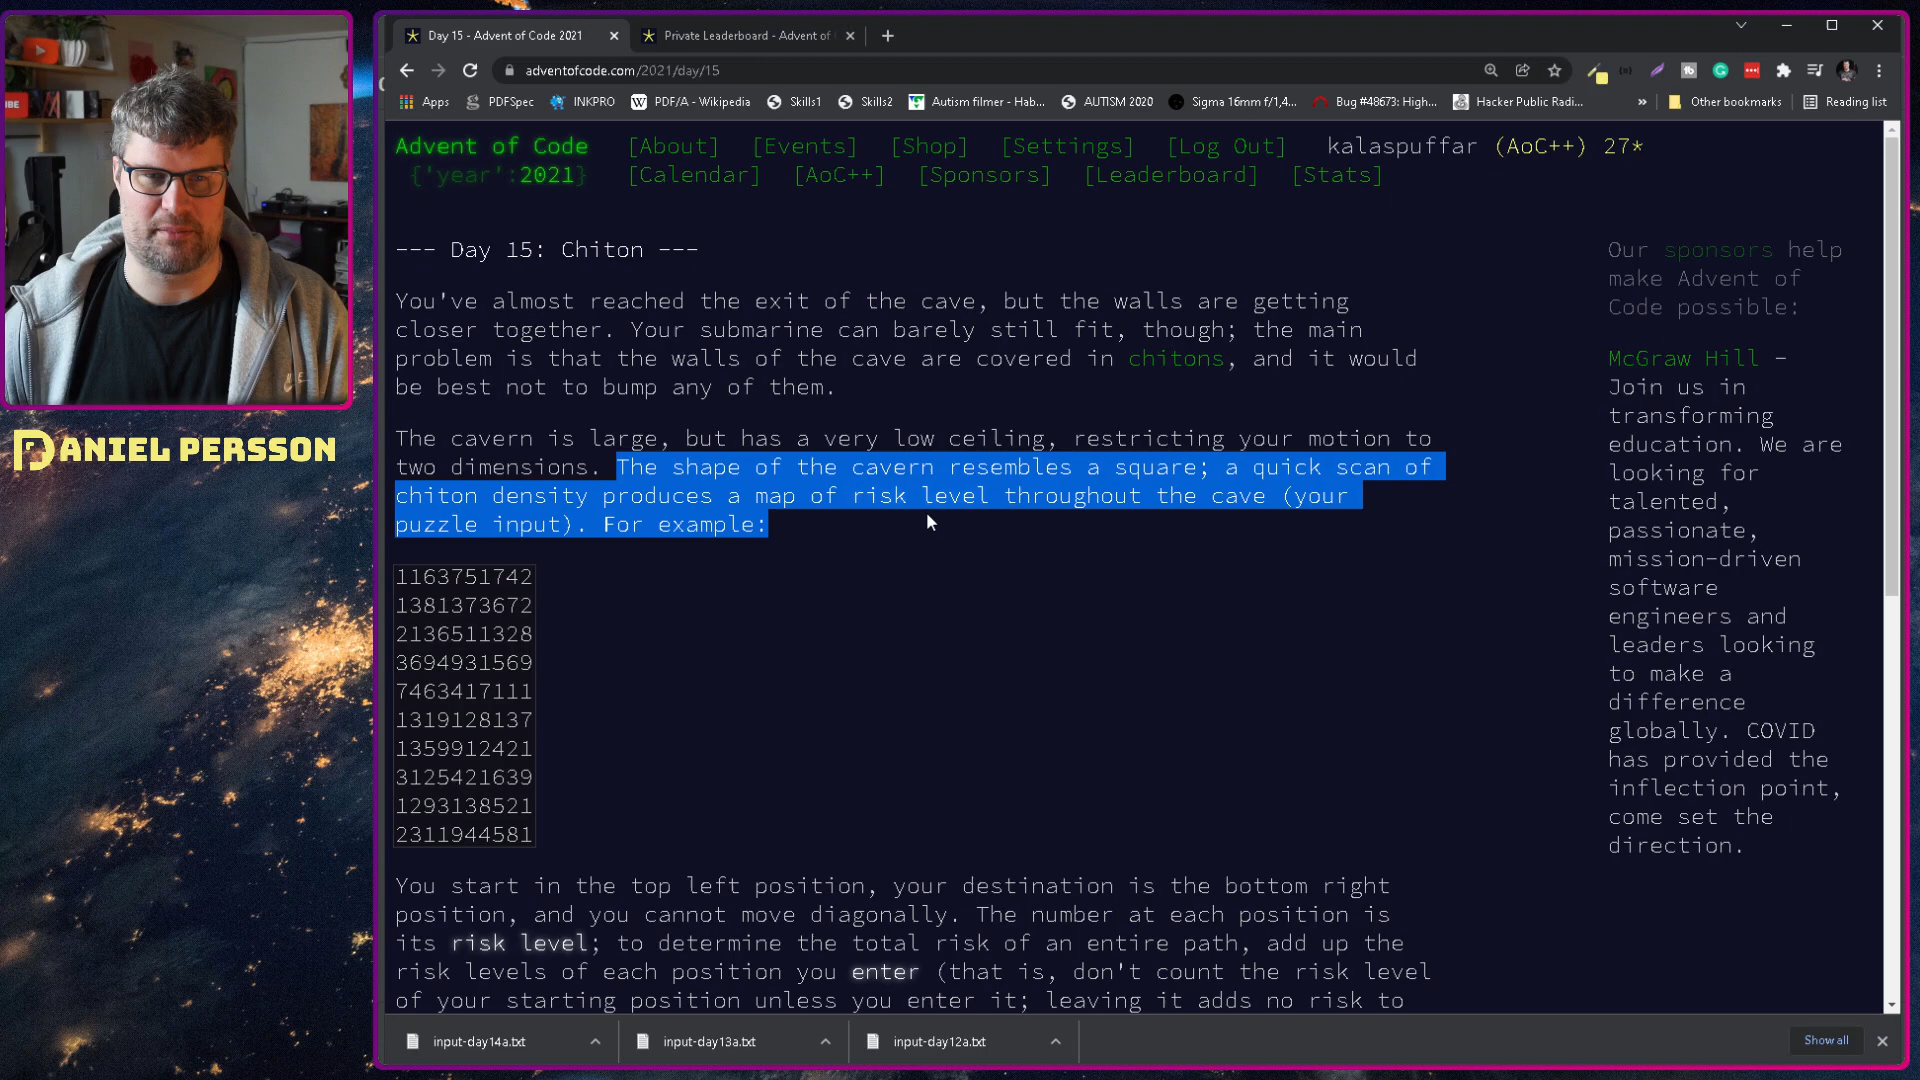 Day 15 - Advent of Code 2021
Private Leaderboard - Advent of
adventofcode.com/2021/day/15
Apps
PDFSpec
INKPRO
PDF/A - Wikipedia
Skills1
Skills2
Autism filmer - Hab...
AUTISM 2020
Sigma 16mm f/1,4...
Bug #48673: High...
Hacker Public Radi...
»
Other bookmarks
Reading list
Advent of Code [About] [Events] [Shop] [Settings] [Log Out] kalaspuffar (AoC++) 27*
{'year':2021} [Calendar] [AoC++] [Sponsors] [Leaderboard] [Stats]
--- Day 15: Chiton ---
You've almost reached the exit of the cave, but the walls are getting
closer together. Your submarine can barely still fit, though; the main
problem is that the walls of the cave are covered in chitons, and it would
be best not to bump any of them.
The cavern is large, but has a very low ceiling, restricting your motion to
two dimensions. The shape of the cavern resembles a square; a quick scan of
chiton density produces a map of risk level throughout the cave (your
puzzle input). For example:
1163751742
1381373672
2136511328
3694931569
7463417111
1319128137
1359912421
3125421639
1293138521
2311944581
You start in the top left position, your destination is the bottom right
position, and you cannot move diagonally. The number at each position is
its risk level; to determine the total risk of an entire path, add up the
risk levels of each position you enter (that is, don't count the risk level
of your starting position unless you enter it; leaving it adds no risk to
Our sponsors help
make Advent of
Code possible:
McGraw Hill -
Join us in
transforming
education. We are
looking for
talented,
passionate,
mission-driven
software
engineers and
leaders looking
to make a
difference
globally. COVID
has provided the
inflection point,
come set the
direction.
input-day14a.txt
input-day13a.txt
input-day12a.txt
Show all
DANIEL PERSSON